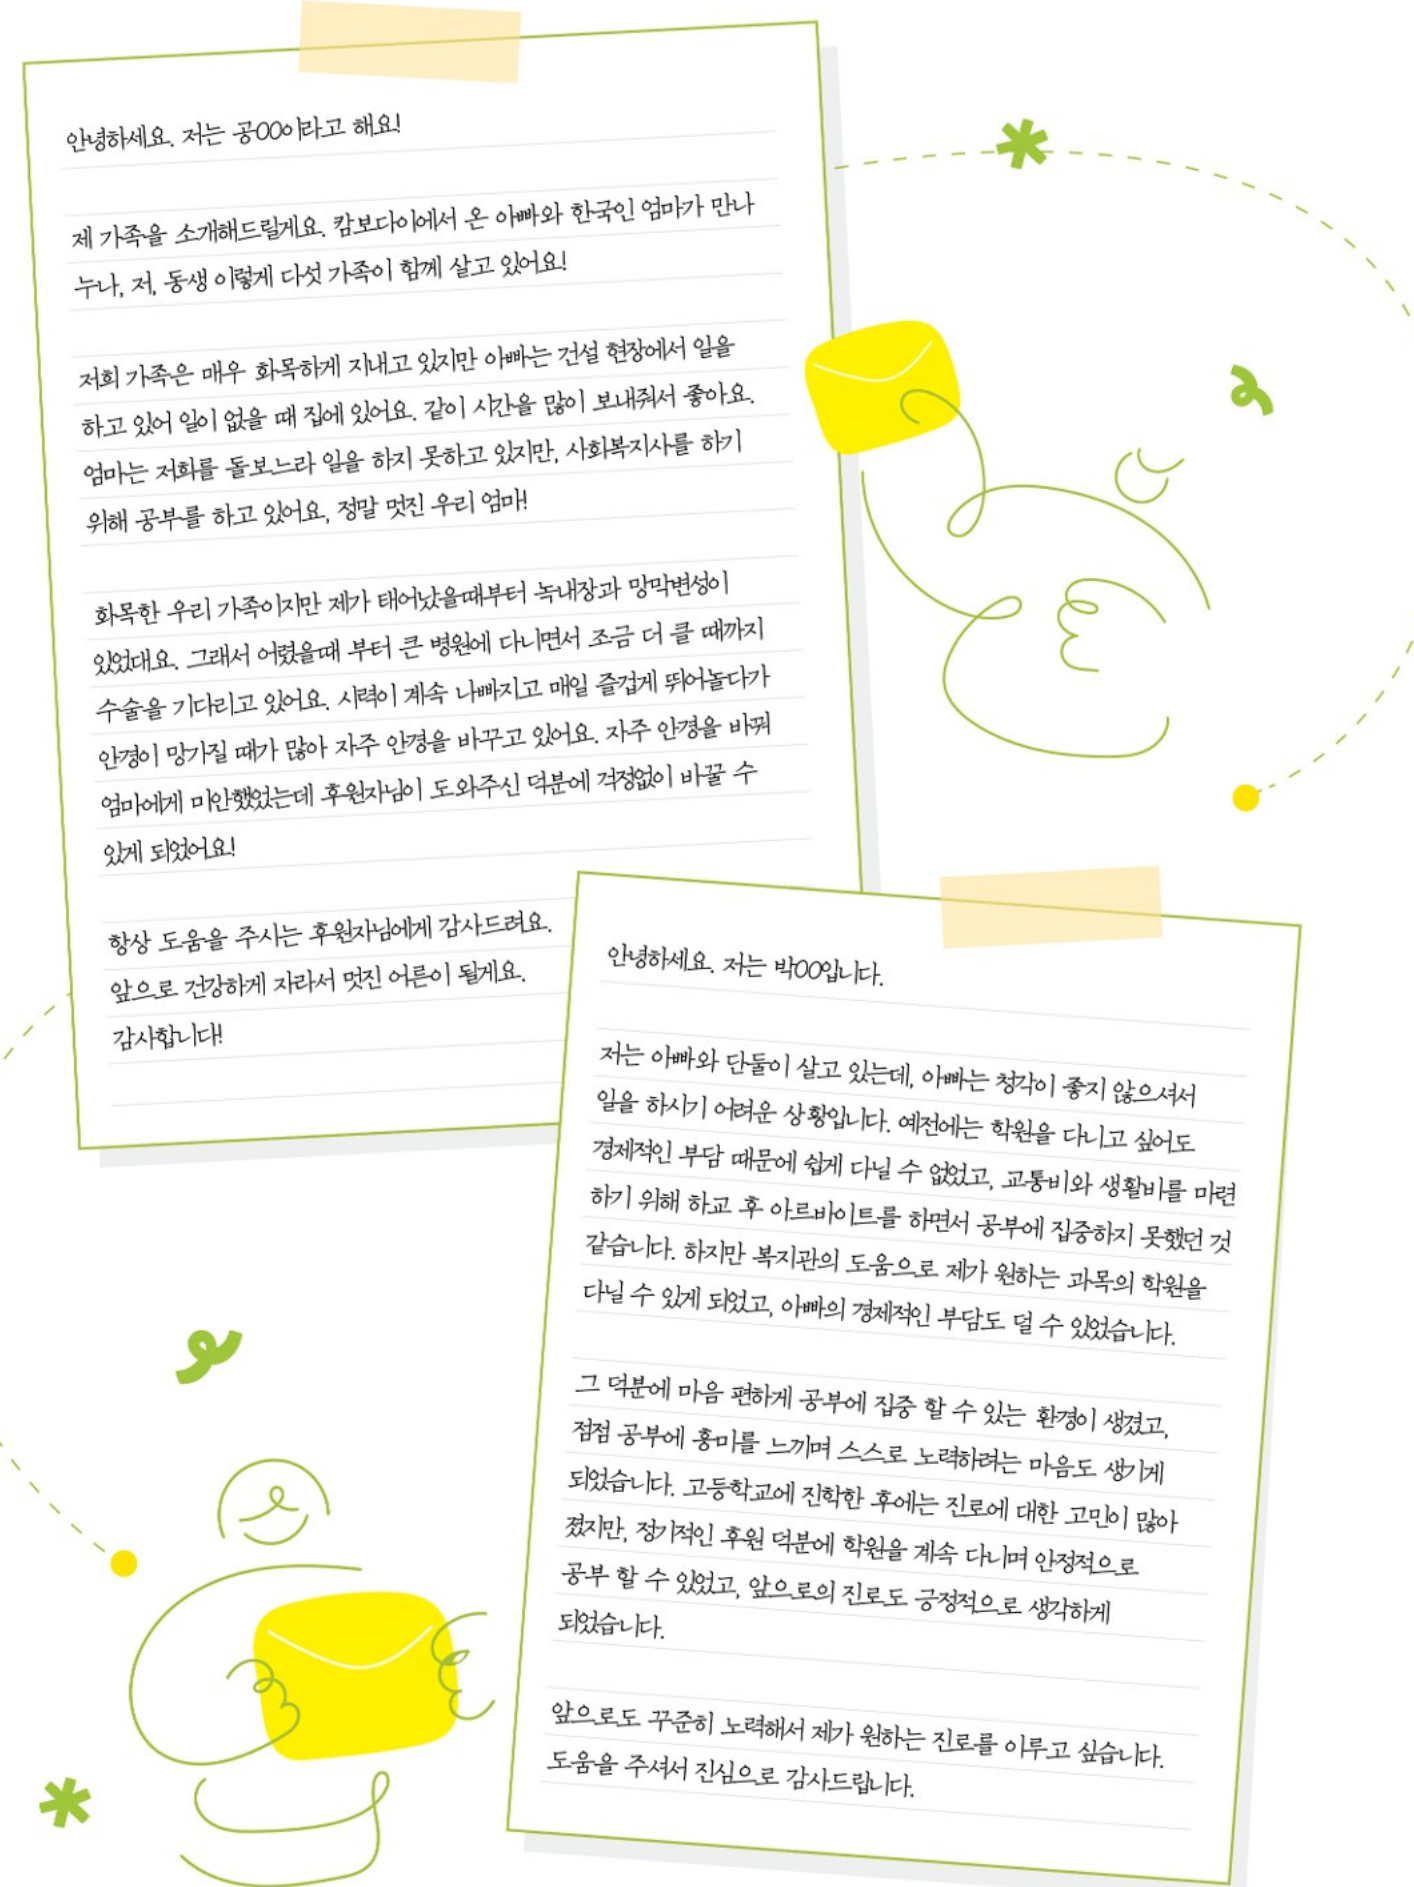 안녕하세요. 저는 공OO이라고 해요!
제 가족을 소개해드릴게요. 캄보디아에서 온 아빠와 한국인 엄마가 만나
누나, 저, 동생 이렇게 다섯 가족이 함께 살고 있어요!
저희 가족은 매우 화목하게 지내고 있지만 아빠는 건설 현장에서 일을
하고 있어 일이 없을 때 집에 있어요. 같이 시간을 많이 보내줘서 좋아요.
엄마는 저희를 돌보느라 일을 하지 못하고 있지만, 사회복지사를 하기
위해 공부를 하고 있어요, 정말 멋진 우리 엄마!
화목한 우리 가족이지만 제가 태어났을때부터 녹내장과 망막변성이
있었대요. 그래서 어렸을때 부터 큰 병원에 다니면서 조금 더 클 때까지
수술을 기다리고 있어요. 시력이 계속 나빠지고 매일 즐겁게 뛰어놀다가
안경이 망가질 때가 많아 자주 안경을 바꾸고 있어요. 자주 안경을 바꿔
엄마에게 미안했었는데 후원자님이 도와주신 덕분에 걱정없이 바꿀 수
있게 되었어요!
항상 도움을 주시는 후원자님에게 감사드려요.
앞으로 건강하게 자라서 멋진 어른이 될게요.
감사합니다!
안녕하세요. 저는 박OO입니다.
저는 아빠와 단둘이 살고 있는데, 아빠는 청각이 좋지 않으셔서
일을 하시기 어려운 상황입니다. 예전에는 학원을 다니고 싶어도
경제적인 부담 때문에 쉽게 다닐 수 없었고, 교통비와 생활비를 마련
하기 위해 하교 후 아르바이트를 하면서 공부에 집중하지 못했던 것
같습니다. 하지만 복지관의 도움으로 제가 원하는 과목의 학원을
다닐 수 있게 되었고, 아빠의 경제적인 부담도 덜 수 있었습니다.
그 덕분에 마음 편하게 공부에 집중 할 수 있는 환경이 생겼고,
점점 공부에 흥미를 느끼며 스스로 노력하려는 마음도 생기게
되었습니다. 고등학교에 진학한 후에는 진로에 대한 고민이 많아
졌지만, 정기적인 후원 덕분에 학원을 계속 다니며 안정적으로
공부 할 수 있었고, 앞으로의 진로도 긍정적으로 생각하게
되었습니다.
앞으로도 꾸준히 노력해서 제가 원하는 진로를 이루고 싶습니다.
도움을 주셔서 진심으로 감사드립니다.